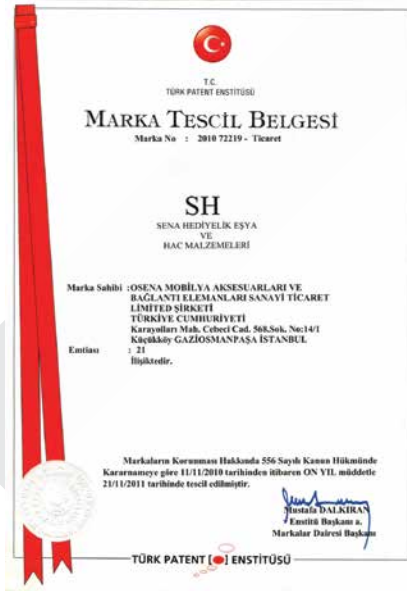 T.C.
TÜRK PATENT ENSTİTÜSÜ
MARKA TESCİL BELGESİ
Marka No : 2010 72219 - Ticaret
SH
SENA HEDİYELİK EŞYA
VE
HAC MALZEMELERİ
Marka Sahibi :OSENA MOBİLYA AKSESUARLARI VE
BAĞLANTI ELEMANLARI SANAYİ TİCARET
LİMİTED ŞİRKETİ
TÜRKİYE CUMHURİYETİ
Karayolları Mah. Cebeci Cad. 568.Sok. No:14/1
Küçükköy GAZİOSMANPAŞA İSTANBUL
Emtiası : 21
İlişiktedir.
Markaların Korunması Hakkında 556 Sayılı Kanun Hükmünde
Kararnameye göre 11/11/2010 tarihinden itibaren ON YIL müddetle
21/11/2011 tarihinde tescil edilmiştir.
Mustafa DALKIRAN
Enstitü Başkanı a.
Markalar Dairesi Başkanı
TÜRK PATENT [ ] ENSTİTÜSÜ